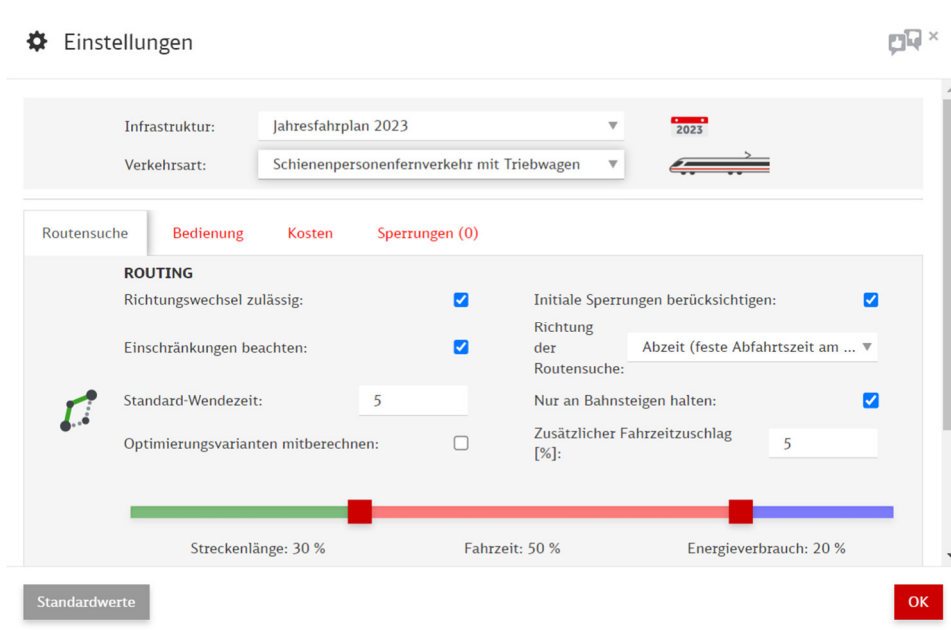 Einstellungen
×
Infrastruktur: Jahresfahrplan 2023
2023
Verkehrsart: Schienenpersonenfernverkehr mit Triebwagen
Routensuche Bedienung Kosten Sperrungen (0)
ROUTING
Richtungswechsel zulässig: Initiale Sperrungen berücksichtigen:
Einschränkungen beachten:
Richtung
der
Routensuche:
Abzeit (feste Abfahrtszeit am ...
Standard-Wendezeit: 5 Nur an Bahnsteigen halten:
Optimierungsvarianten mitberechnen:
Zusätzlicher Fahrzeitzuschlag
[%]:
5
Streckenlänge: 30 % Fahrzeit: 50 % Energieverbrauch: 20 %
Standardwerte OK